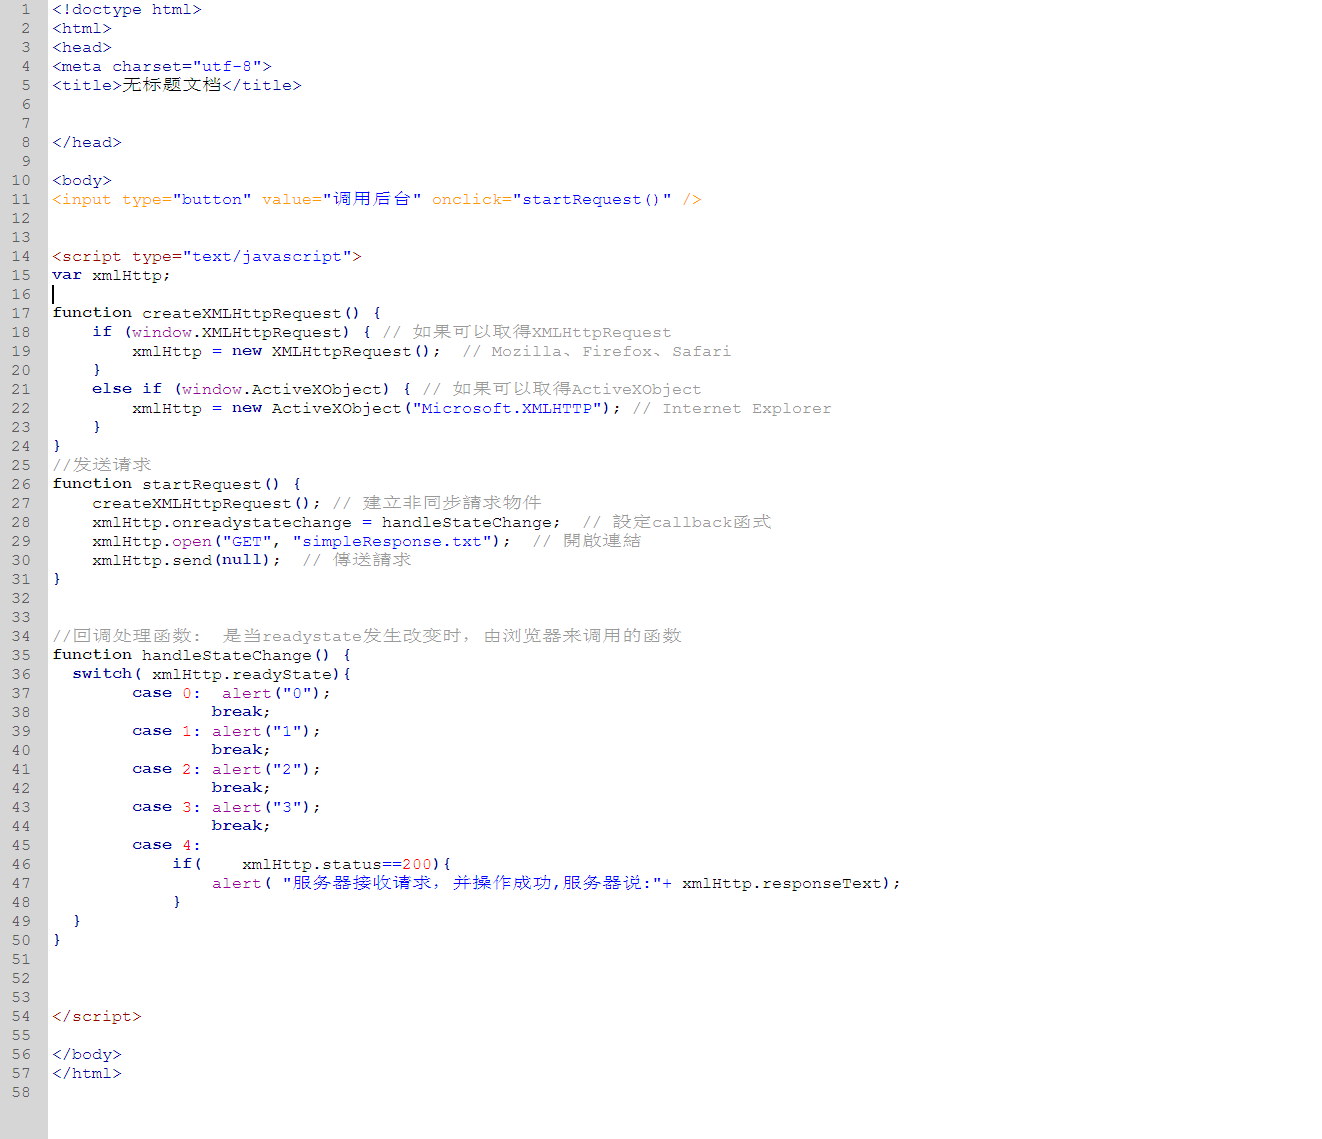 1 <!doctype html>
2 <html>
3 <head>
4 <meta charset="utf-8">
5 <title>无标题文档</title>
6
7
8 </head>
9
10 <body>
11 <input type="button" value="调用后台" onclick="startRequest()" />
12
13
14 <script type="text/javascript">
15 var xmlHttp;
16
17 function createXMLHttpRequest() {
18     if (window.XMLHttpRequest) { // 如果可以取得XMLHttpRequest
19         xmlHttp = new XMLHttpRequest();  // Mozilla、Firefox、Safari
20     }
21     else if (window.ActiveXObject) { // 如果可以取得ActiveXObject
22         xmlHttp = new ActiveXObject("Microsoft.XMLHTTP"); // Internet Explorer
23     }
24 }
25 //发送请求
26 function startRequest() {
27     createXMLHttpRequest(); // 建立非同步請求物件
28     xmlHttp.onreadystatechange = handleStateChange;  // 設定callback函式
29     xmlHttp.open("GET", "simpleResponse.txt");  // 開啟連結
30     xmlHttp.send(null);  // 傳送請求
31 }
32
33
34 //回调处理函数： 是当readystate发生改变时，由浏览器来调用的函数
35 function handleStateChange() {
36   switch( xmlHttp.readyState){
37         case 0:  alert("0");
38                 break;
39         case 1: alert("1");
40                 break;
41         case 2: alert("2");
42                 break;
43         case 3: alert("3");
44                 break;
45         case 4:
46             if(    xmlHttp.status==200){
47                 alert( "服务器接收请求，并操作成功,服务器说:"+ xmlHttp.responseText);
48             }
49   }
50 }
51
52
53
54 </script>
55
56 </body>
57 </html>
58